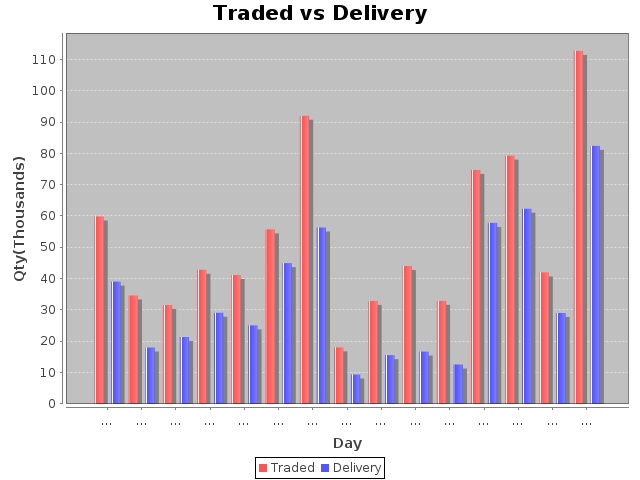 Traded vs Delivery
Qty(Thousands)
110
100
90
80
70
60
50
40
30
20
10
0
... ... ... ... ... ... ... ... ... ... ... ... ... ... ...
Day
Traded Delivery